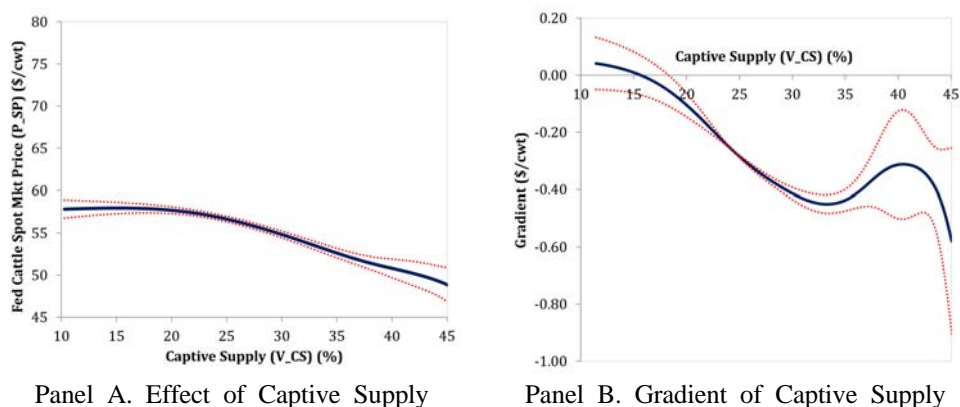 80
75
70
65
60
55
50
45
Fed Cattle Spot Mkt Price (P_SP) ($/cwt)
10 15 20 25 30 35 40 45
Captive Supply (V_CS) (%)
Panel A. Effect of Captive Supply
0.20
0.00
-0.20
-0.40
-0.60
-0.80
-1.00
Gradient ($/cwt)
Captive Supply (V_CS) (%)
10 15 20 25 30 35 40 45
Panel B. Gradient of Captive Supply